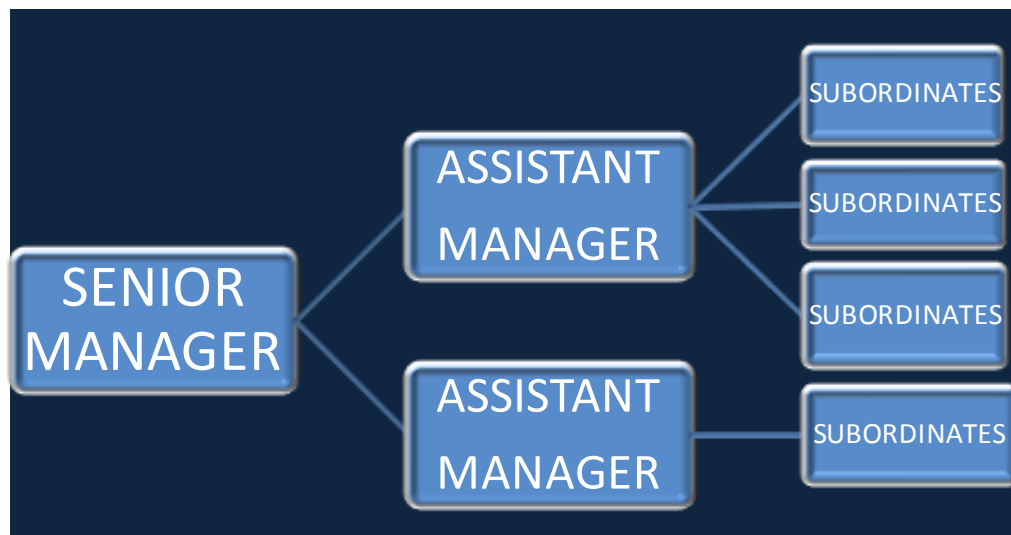 SENIOR
MANAGER
ASSISTANT
MANAGER
SUBORDINATES
SUBORDINATES
SUBORDINATES
ASSISTANT
MANAGER
SUBORDINATES